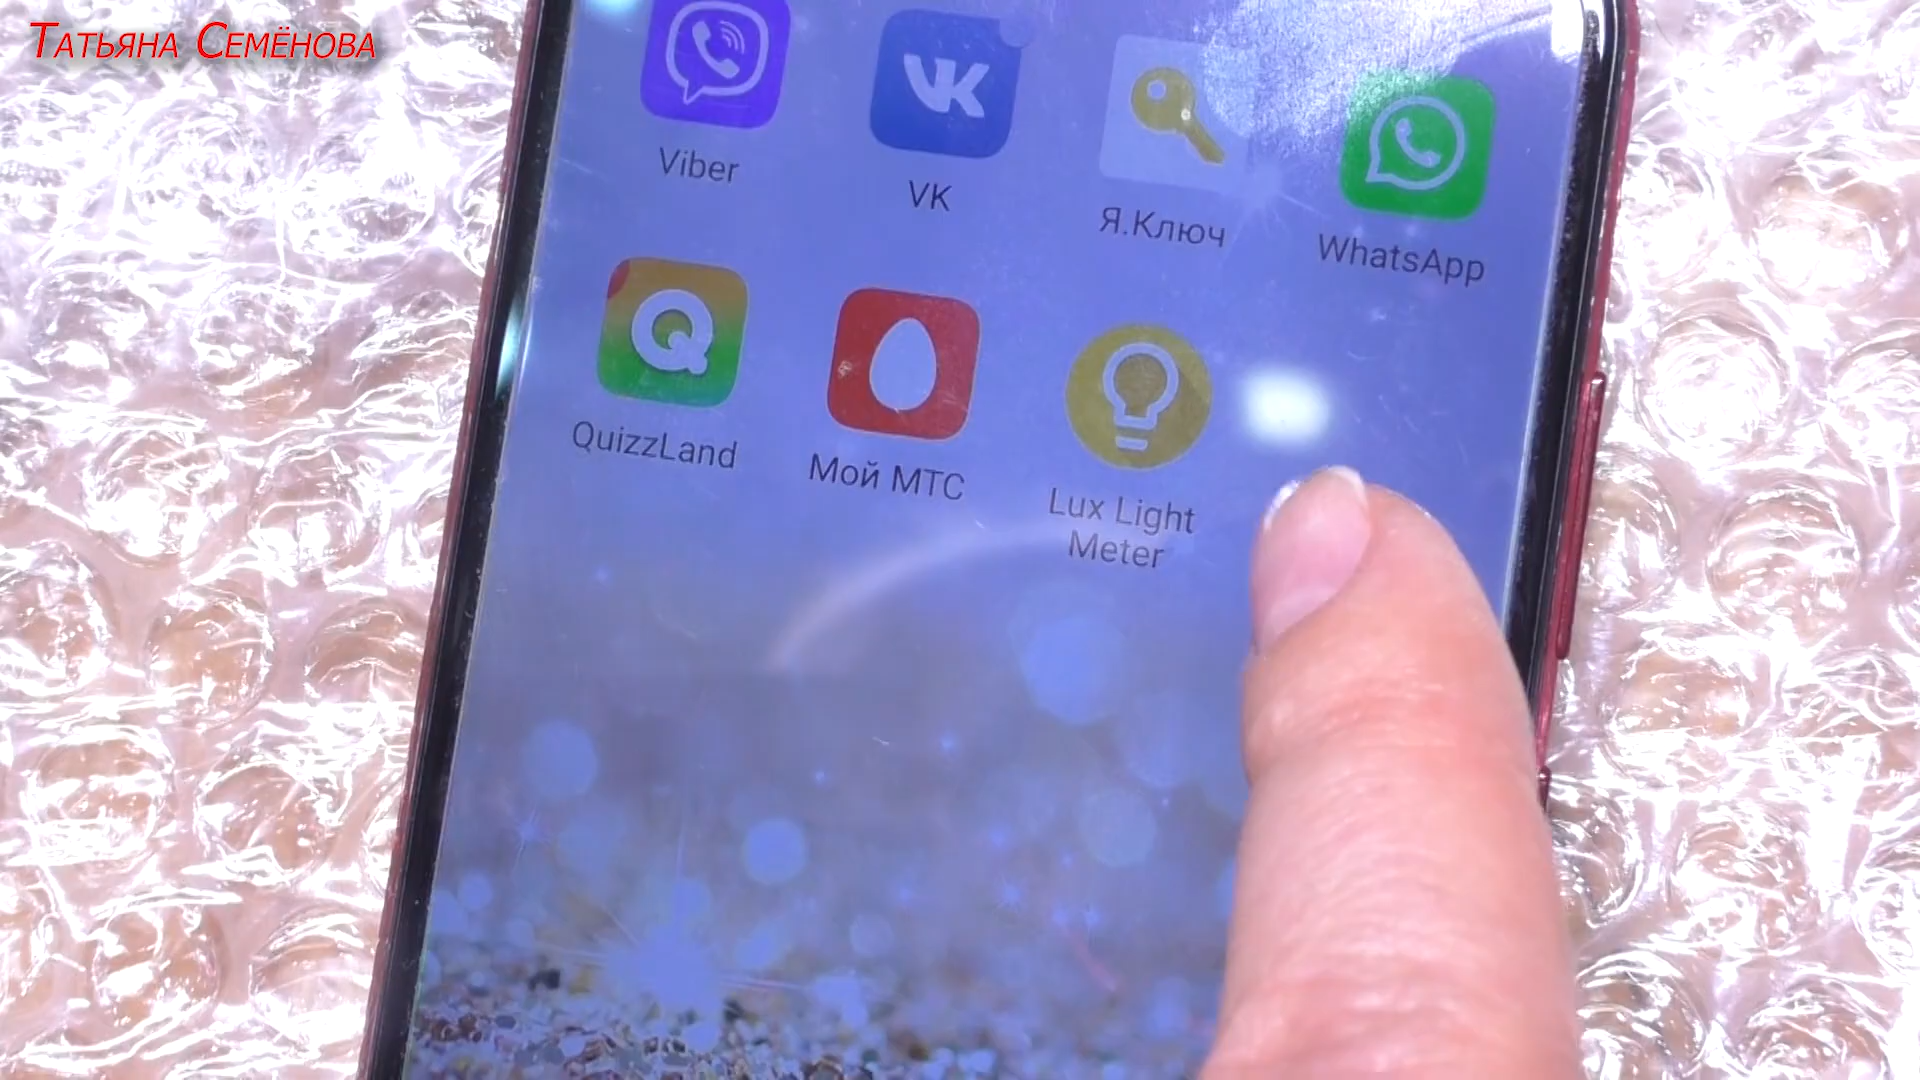 Татьяна Семёнова
Viber
VK
Я.Ключ
WhatsApp
QuizzLand
Мой МТС
Lux Light
Meter